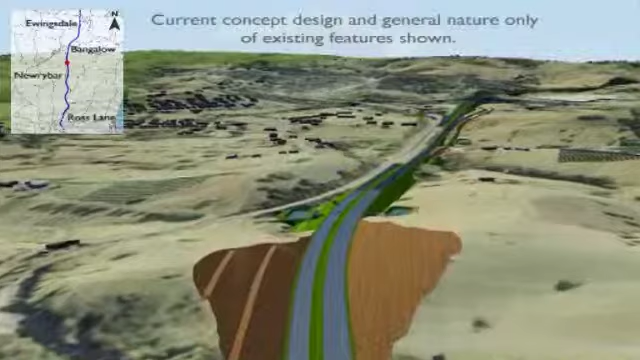 Current concept design and general nature only
of existing features shown.
N
Ewingsdale
Bangalow
Newrybar
Ross Lane